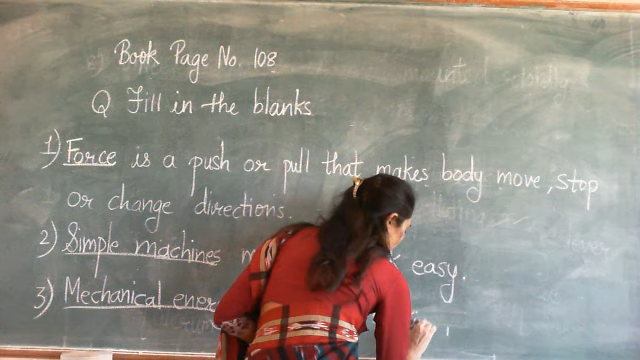 Book Page No. 108
Q Fill in the blanks
1) Force is a push or pull that makes body move, stop
or change directions.
2) Simple machines easy.
3) Mechanical